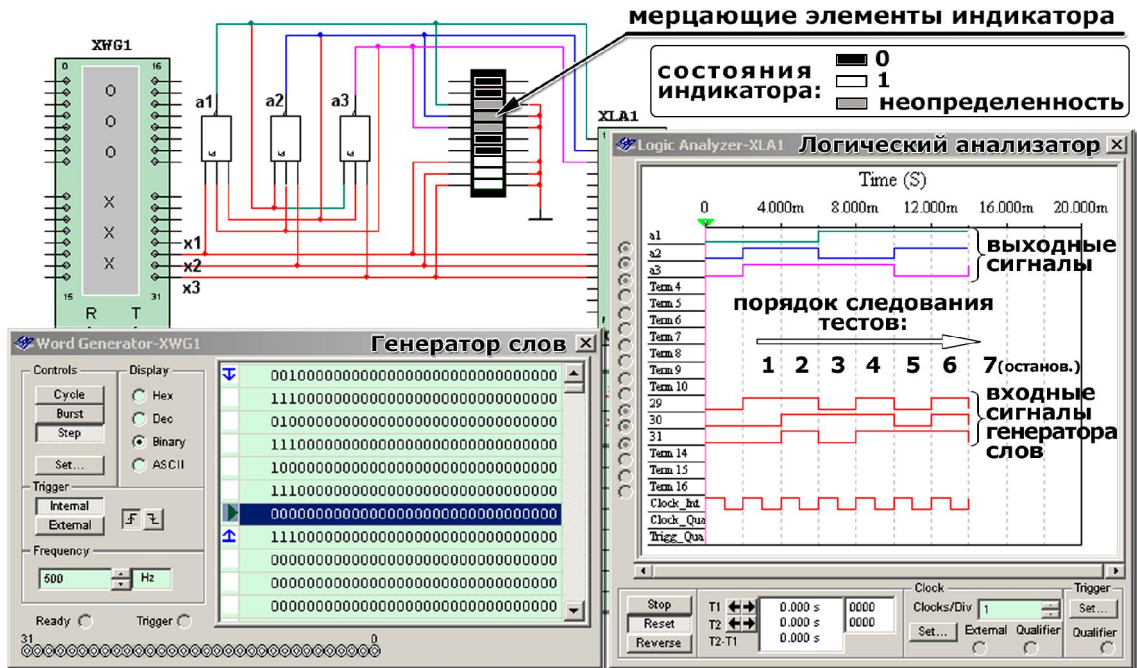 мерцающие элементы индикатора
состояния
индикатора:
0
1
неопределенность
XWG1
0
16
O
O
O
X
X
X
15
31
R
T
a1
a2
a3
x1
x2
x3
XLA1
1
Logic Analyzer-XLA1
Логический анализатор
Time (S)
0 4.000m 8.000m 12.000m 16.000m 20.000m
a1
a2
a3
Term 4
Term 5
Term 6
Term 7
Term 8
Term 9
Term 10
29
30
31
Term 14
Term 15
Term 16
Clock_Int
Clock_Qua
Trigg_Qua
выходные
сигналы
порядок следования
тестов:
1 2 3 4 5 6 7(останов.)
входные
сигналы
генератора
слов
Stop
Reset
Reverse
T1
T2
T2-T1
0.000 s
0.000 s
0.000 s
0000
0000
Clock
Clocks/Div
1
Set...
External
Qualifier
Trigger
Set...
Qualifier
Word Generator-XWG1
Генератор слов
Controls
Cycle
Burst
Step
Set...
Display
Hex
Dec
Binary
ASCII
Trigger
Internal
External
Frequency
500
Hz
Ready
Trigger
31
0
00100000000000000000000000000000
11100000000000000000000000000000
01000000000000000000000000000000
11100000000000000000000000000000
10000000000000000000000000000000
11100000000000000000000000000000
00000000000000000000000000000000
11100000000000000000000000000000
00000000000000000000000000000000
00000000000000000000000000000000
00000000000000000000000000000000